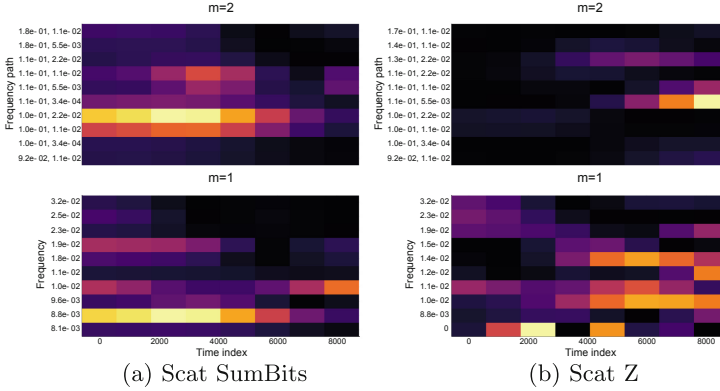 m=2
Frequency path
1.8e-01, 1.1e-02
1.8e-01, 5.5e-03
1.1e-01, 2.2e-02
1.1e-01, 1.1e-02
1.1e-01, 5.5e-03
1.1e-01, 3.4e-04
1.0e-01, 2.2e-02
1.0e-01, 1.1e-02
1.0e-01, 3.4e-04
9.2e-02, 1.1e-02
m=1
Frequency
3.2e-02
2.5e-02
2.3e-02
1.9e-02
1.8e-02
1.1e-02
1.0e-02
9.6e-03
8.8e-03
8.1e-03
0 2000 4000 6000 8000
Time index
(a) Scat SumBits
m=2
Frequency path
1.7e-01, 1.1e-02
1.4e-01, 1.1e-02
1.3e-01, 2.2e-02
1.1e-01, 2.2e-02
1.1e-01, 1.1e-02
1.1e-01, 5.5e-03
1.0e-01, 2.2e-02
1.0e-01, 1.1e-02
1.0e-01, 3.4e-04
9.2e-02, 1.1e-02
m=1
Frequency
3.2e-02
2.3e-02
1.9e-02
1.5e-02
1.4e-02
1.2e-02
1.1e-02
1.0e-02
8.8e-03
0
0 2000 4000 6000 8000
Time index
(b) Scat Z